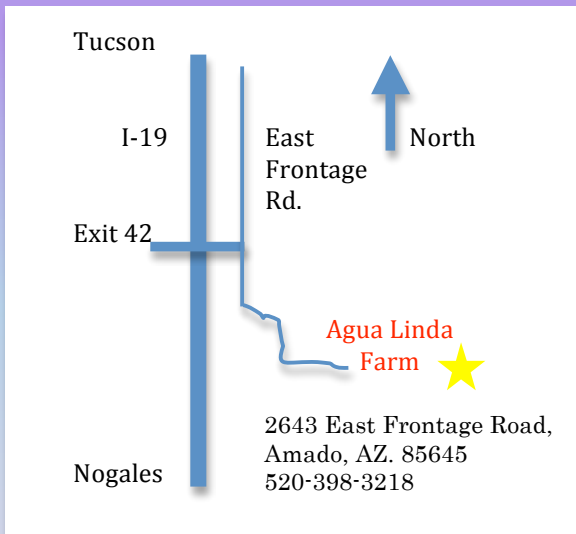 Tucson
I-19
East
Frontage
Rd.
North
Exit 42
Agua Linda
Farm
2643 East Frontage Road,
Amado, AZ. 85645
520-398-3218
Nogales